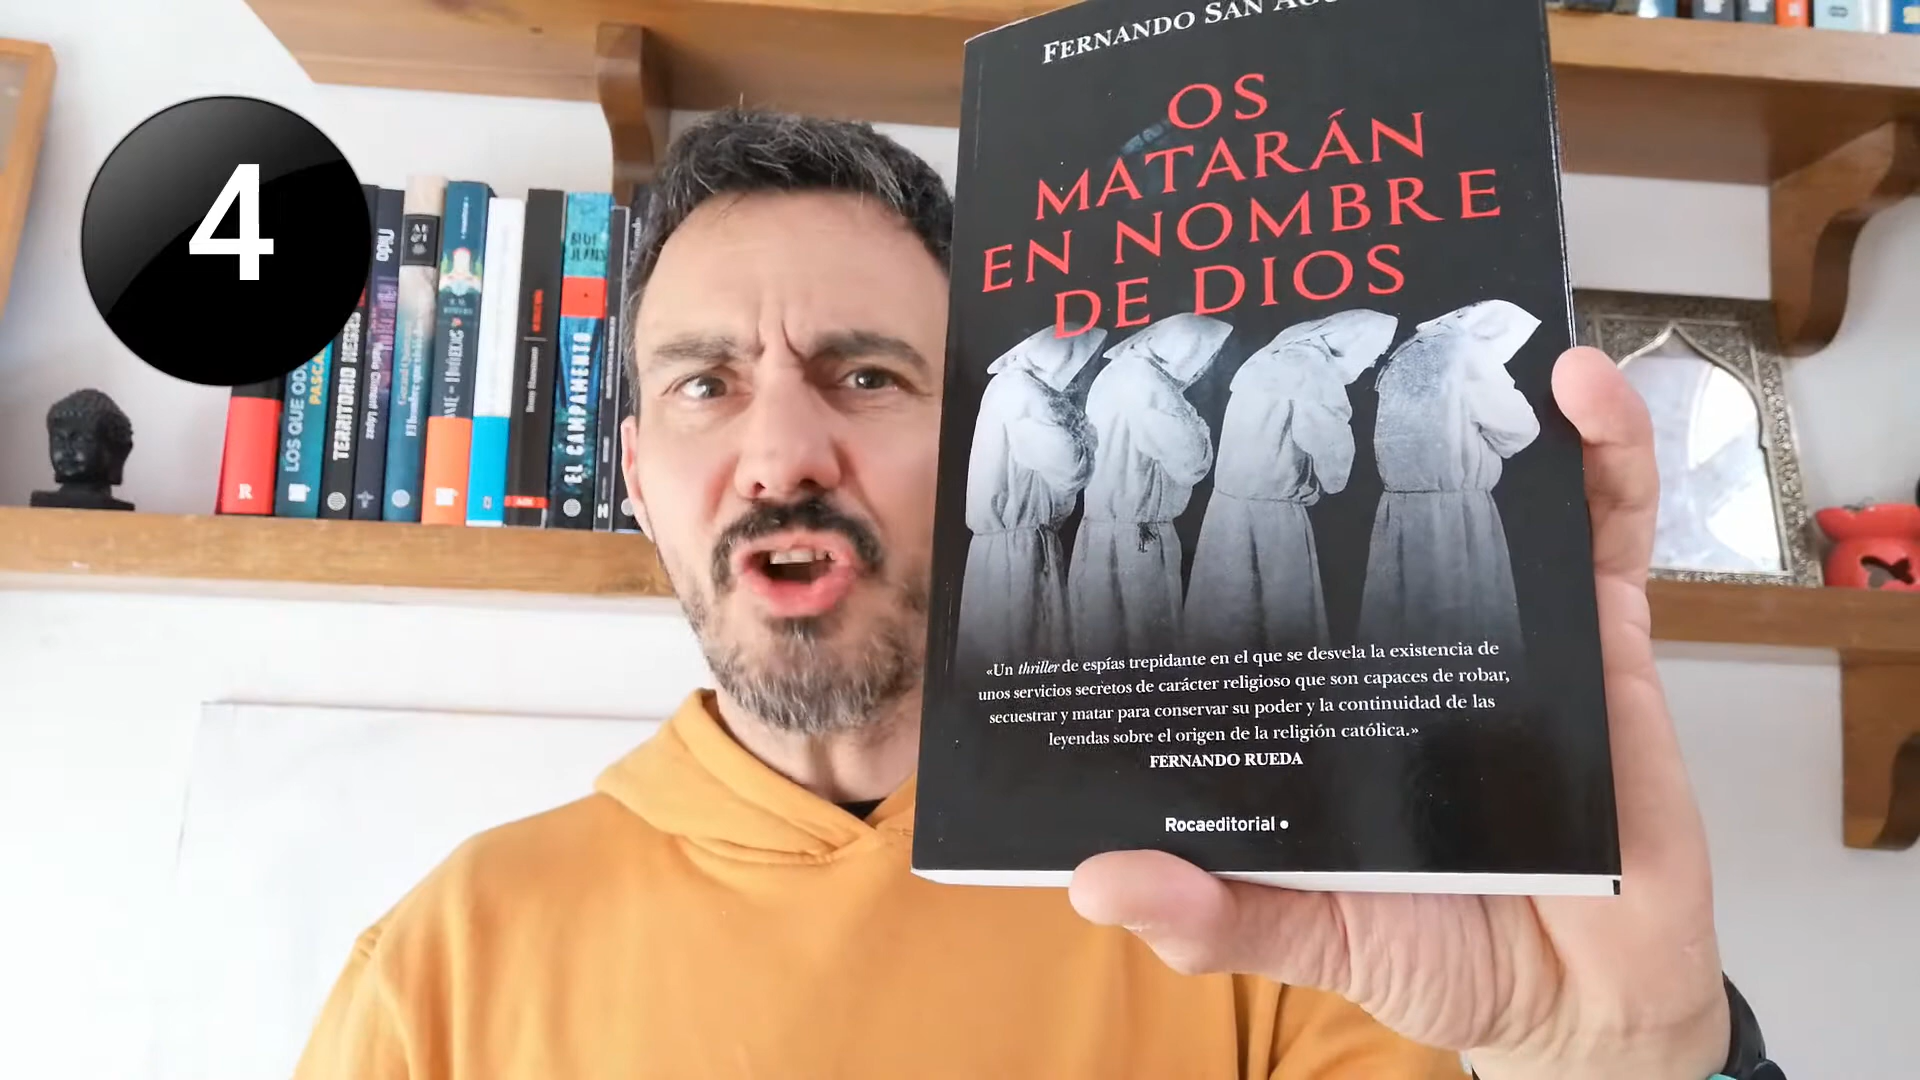 4
FERNANDO SAN
OS
MATARÁN
EN NOMBRE
DE DIOS
«Un thriller de espías trepidante en el que se desvela la existencia de
unos servicios secretos de carácter religioso que son capaces de robar,
secuestrar y matar para conservar su poder y la continuidad de las
leyendas sobre el origen de la religión católica.»
FERNANDO RUEDA
Rocaeditorial
R
LOS QUE
PASCA
TERRITORIO NEGRO
EL CAMPAMENTO